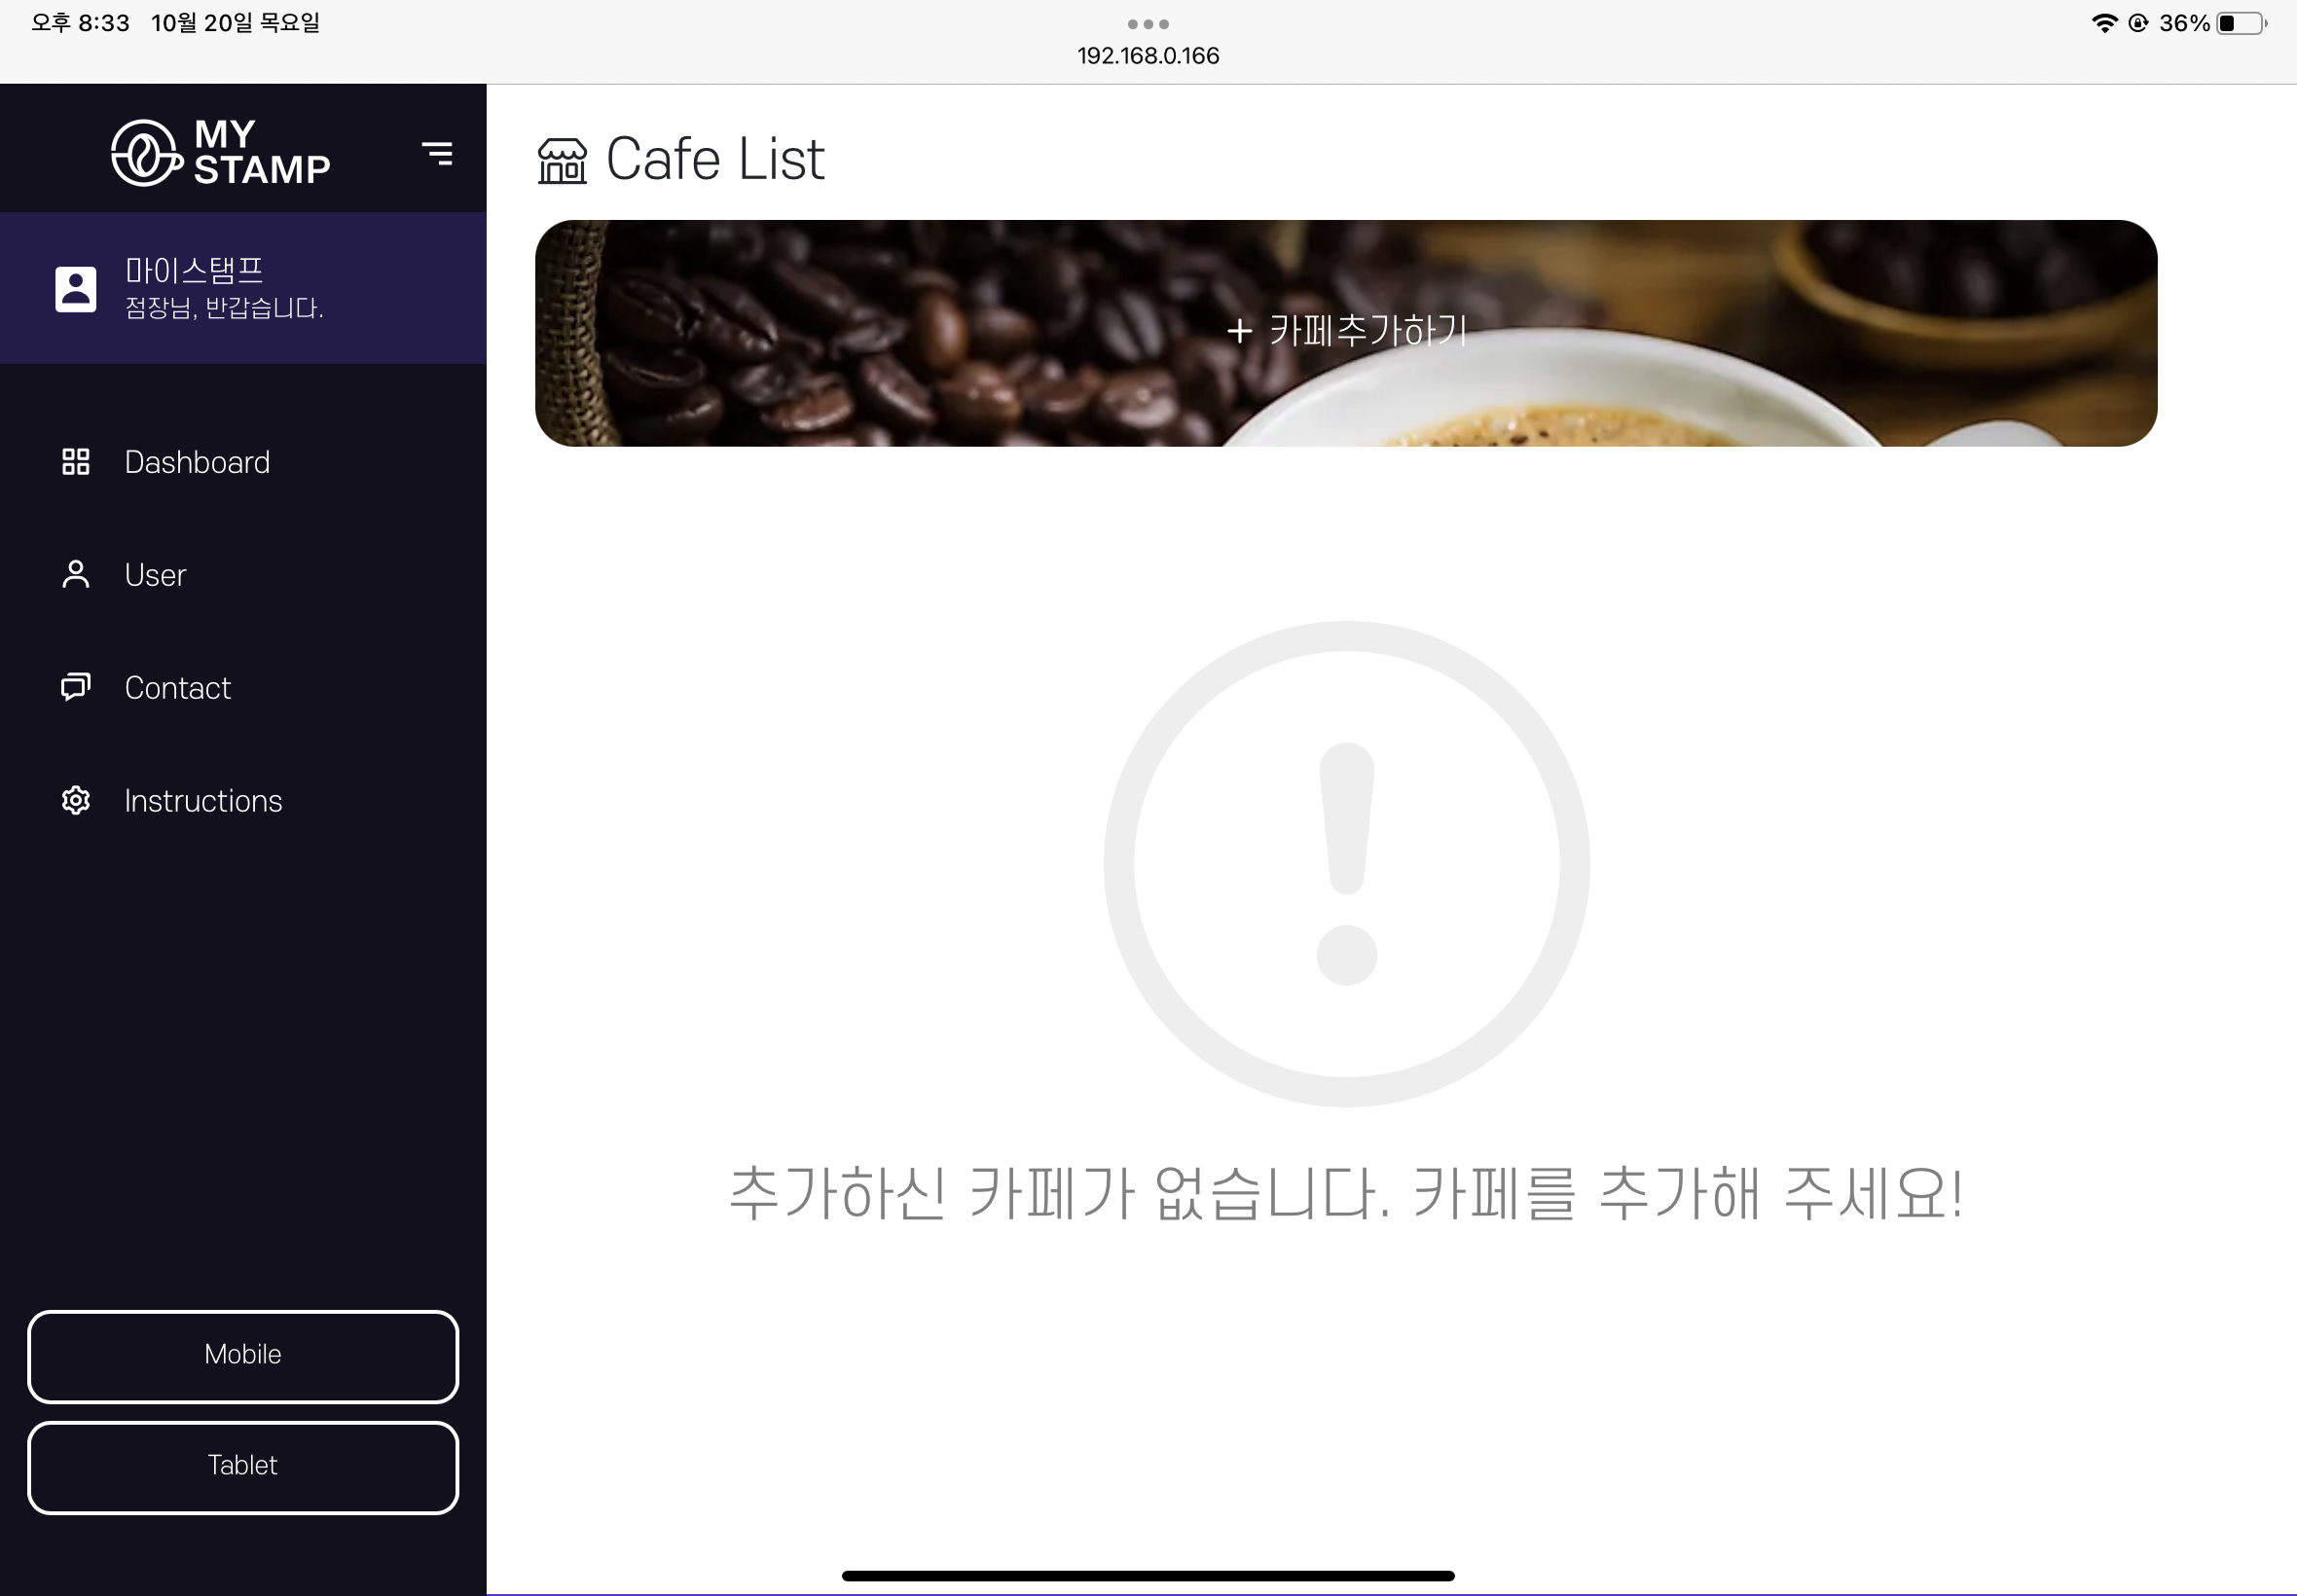 오후 8:33 10월 20일 목요일
36%
192.168.0.166
MY
STAMP
마이스탬프
점장님, 반갑습니다.
Dashboard
User
Contact
Instructions
Mobile
Tablet
Cafe List
+ 카페추가하기
추가하신 카페가 없습니다. 카페를 추가해 주세요!